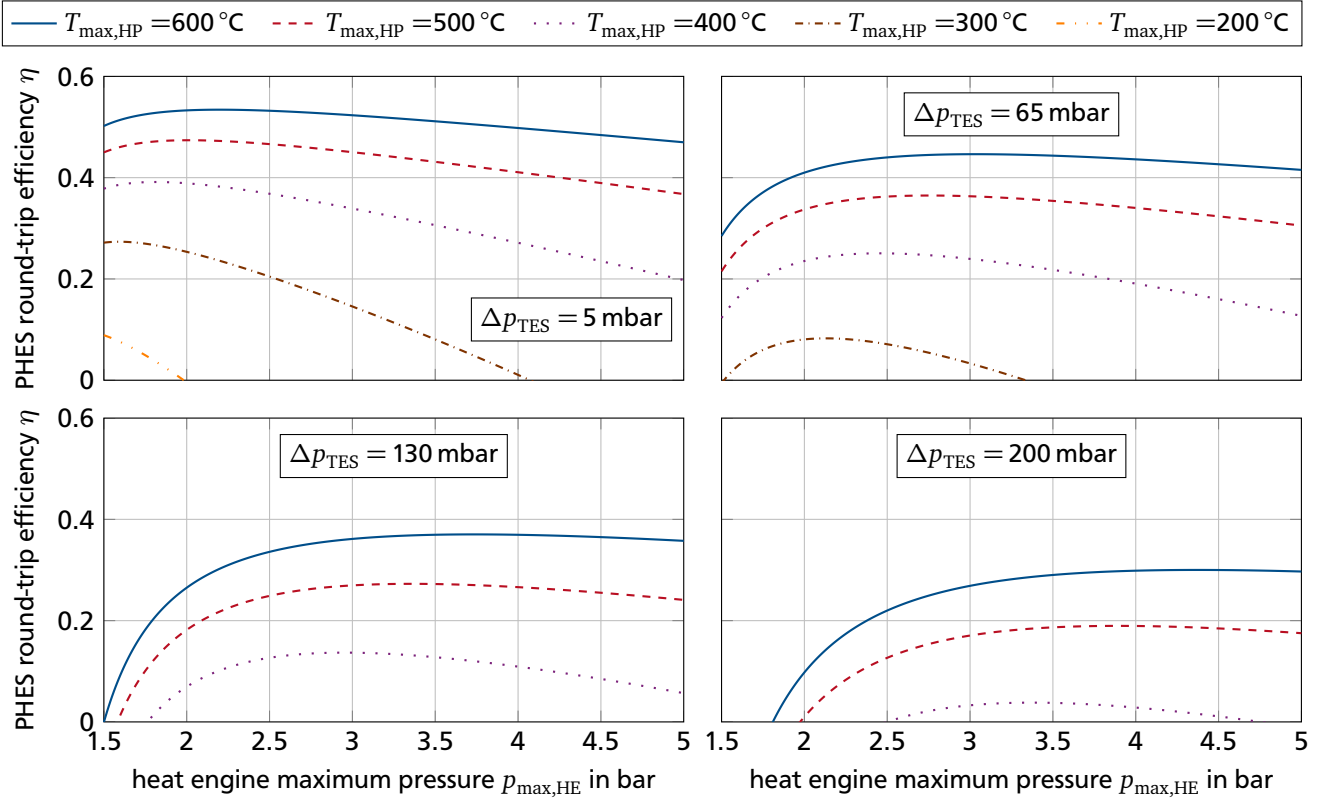 T_max,HP =600 °C T_max,HP =500 °C T_max,HP =400 °C T_max,HP =300 °C T_max,HP =200 °C
PHES round-trip efficiency η
0.6
0.4
0.2
0
Δp_TES = 5 mbar
Δp_TES = 65 mbar
PHES round-trip efficiency η
0.6
0.4
0.2
0
Δp_TES = 130 mbar
Δp_TES = 200 mbar
1.5 2 2.5 3 3.5 4 4.5 5
1.5 2 2.5 3 3.5 4 4.5 5
heat engine maximum pressure p_max,HE in bar
heat engine maximum pressure p_max,HE in bar